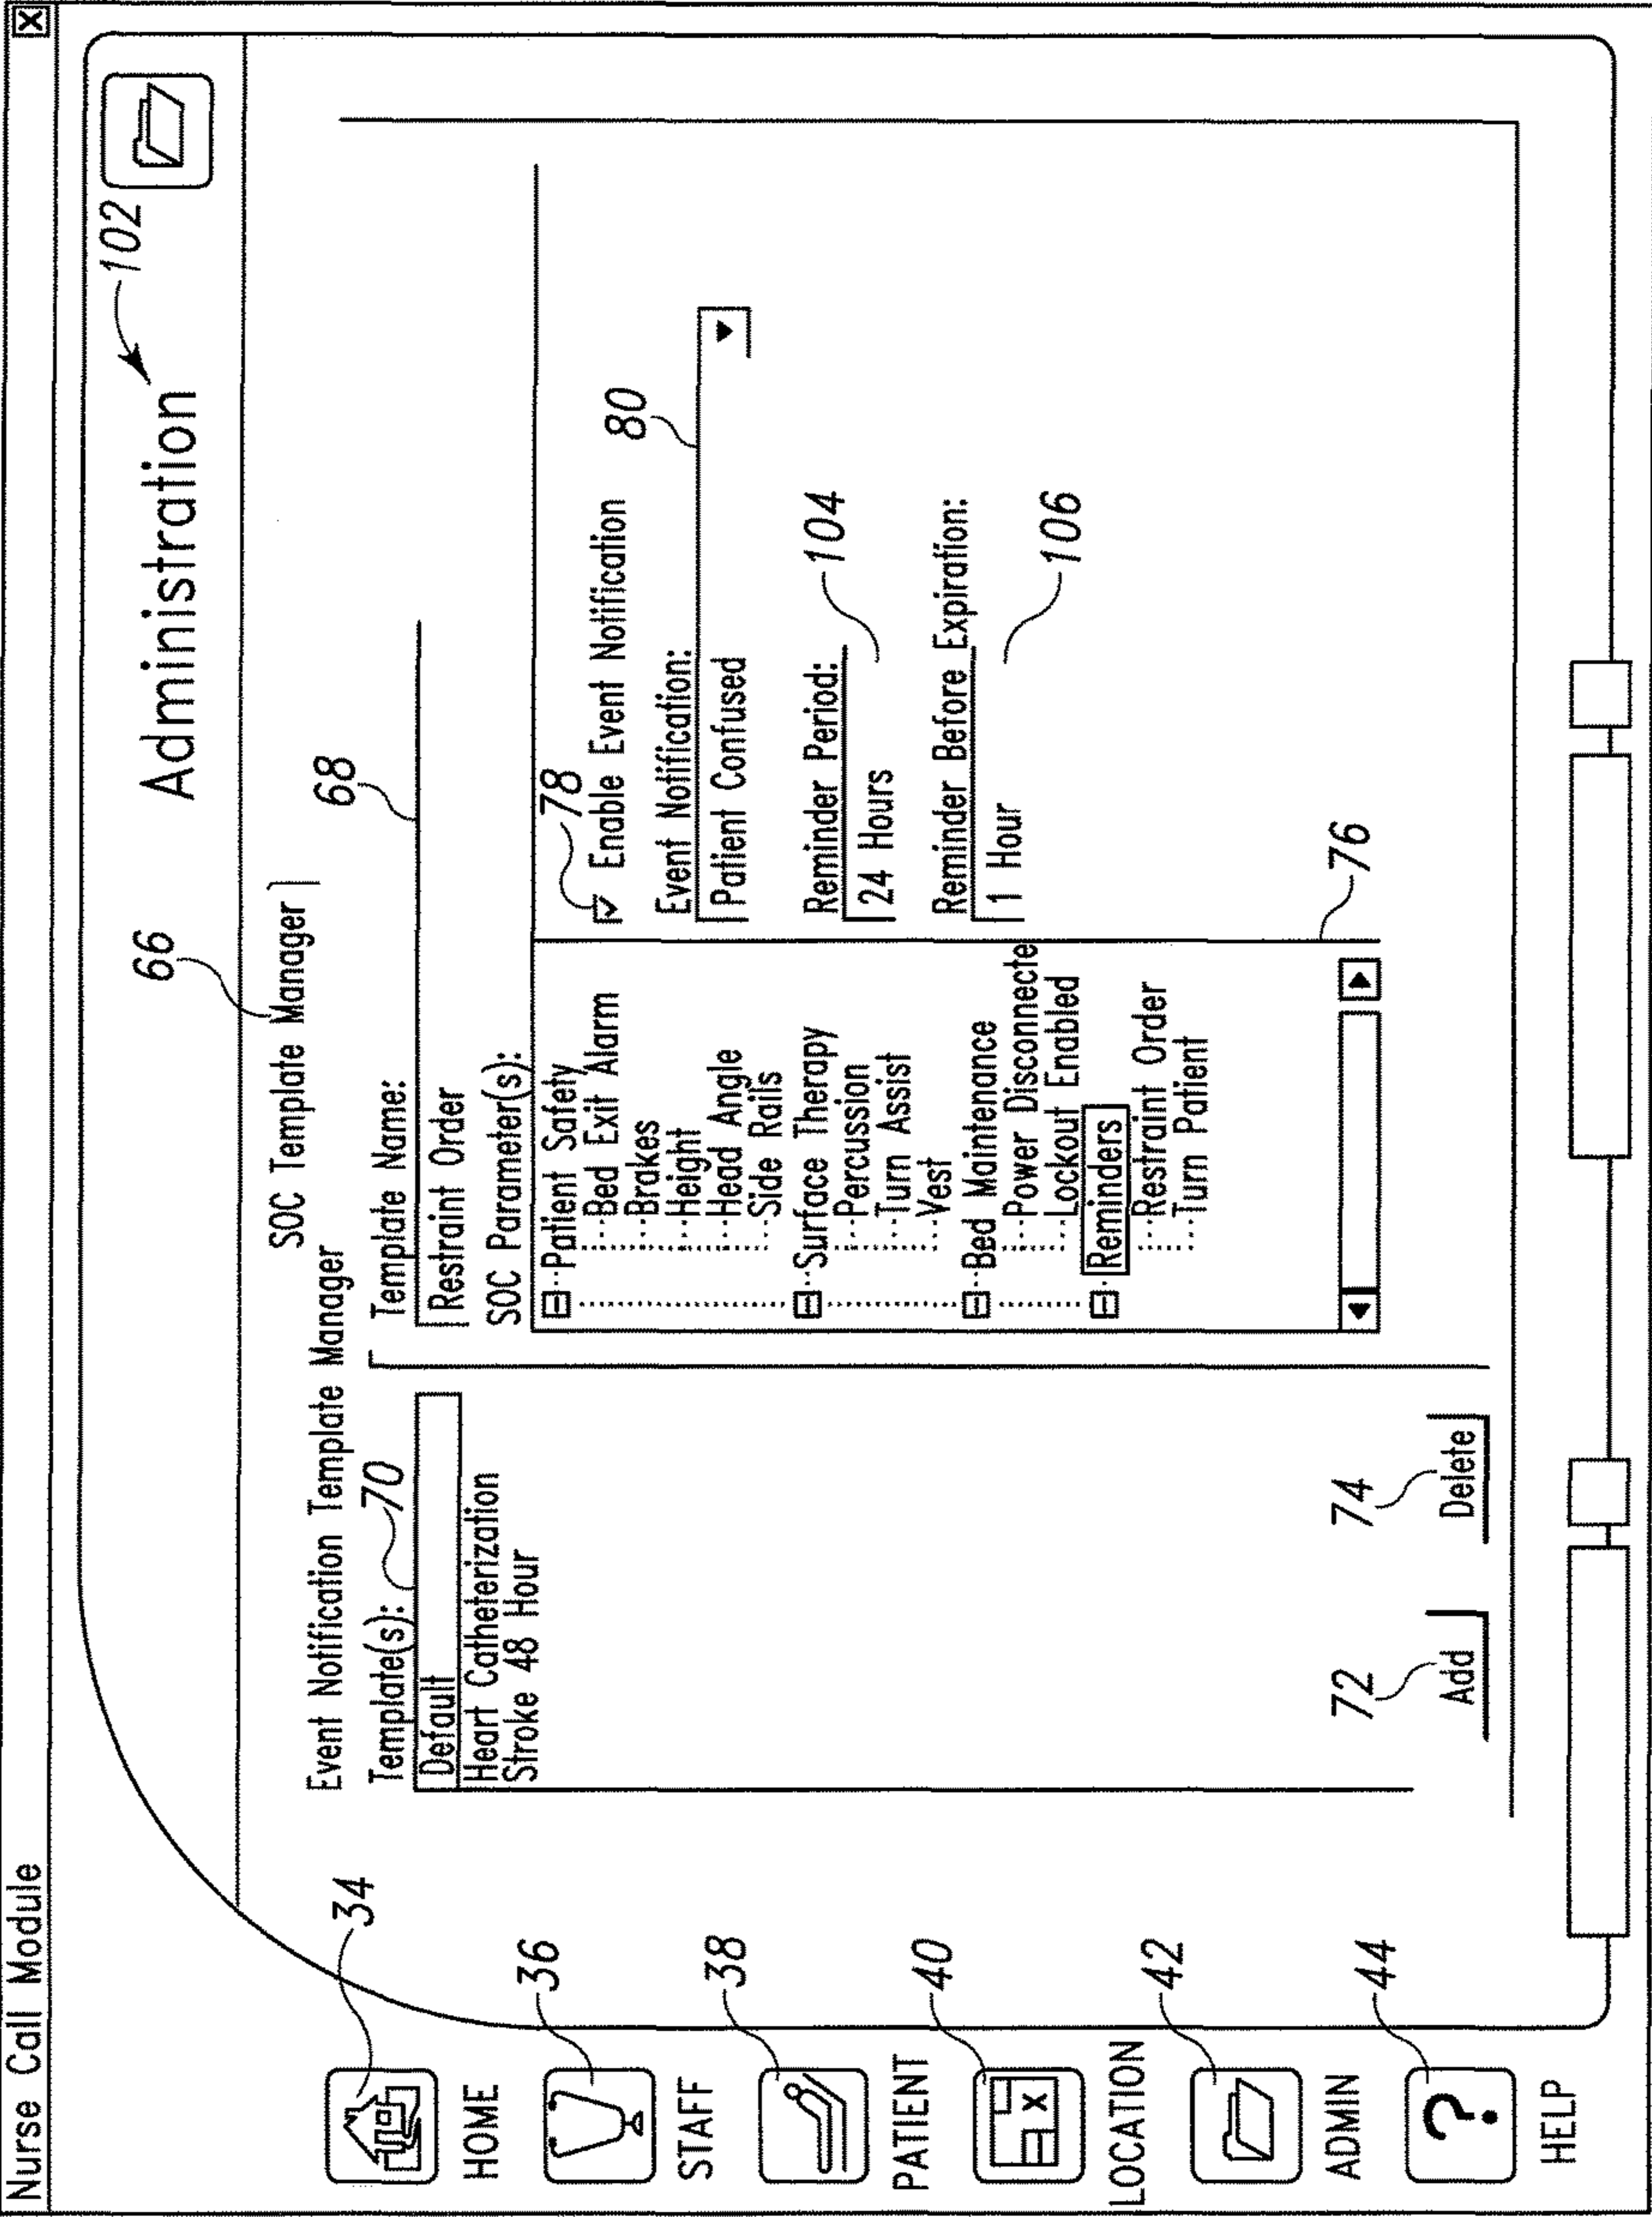 Nurse Call Module
X
Administration
102
66
SOC Template Manager
Event Notification Template Manager
34
HOME
36
STAFF
38
PATIENT
40
X
LOCATION
42
ADMIN
44
?
HELP
Template(s):
70
Default
Heart Catheterization
Stroke 48 Hour
72
Add
74
Delete
Template Name:
68
Restraint Order
SOC Parameter(s):
Patient Safety
Bed Exit Alarm
Brakes
Height
Head Angle
Side Rails
Surface Therapy
Percussion
Turn Assist
Vest
Bed Maintenance
Power Disconnecte
Lockout Enabled
Reminders
Restraint Order
Turn Patient
76
78
Enable Event Notification
Event Notification:
80
Patient Confused
Reminder Period:
24 Hours
104
Reminder Before Expiration:
1 Hour
106